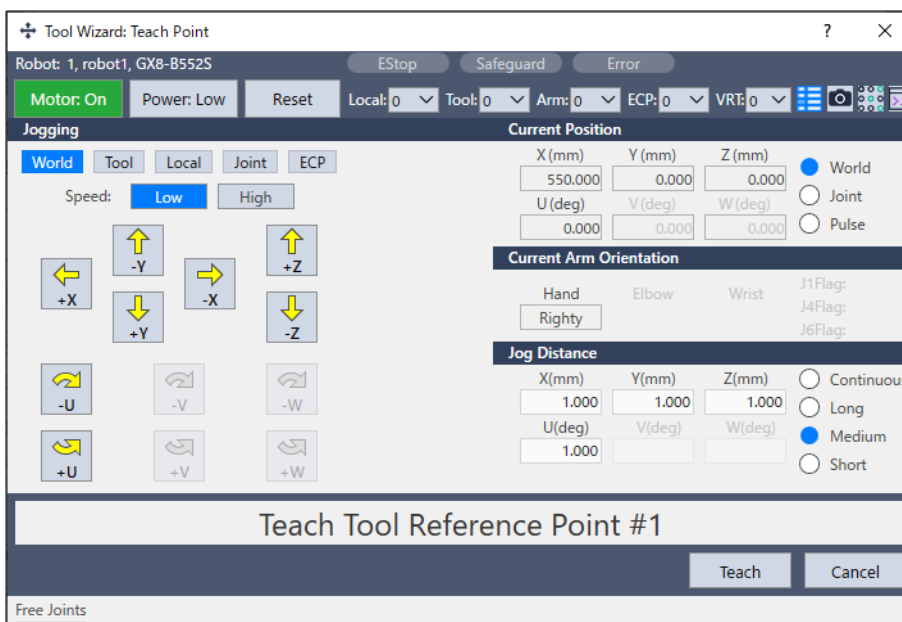 Tool Wizard: Teach Point ?
Robot: 1, robot1, GX8-B552S EStop Safeguard Error
Motor: On Power: Low Reset Local: 0 Tool: 0 Arm: 0 ECP: 0 VRT: 0
Jogging
World Tool Local Joint ECP
Speed: Low High
-Y
+Z
+X
-X
+Y
-Z
-U -V -W
+U +V +W
Current Position
X (mm) Y (mm) Z (mm)
550.000 0.000 0.000
U (deg) V (deg) W (deg)
0.000 0.000 0.000
World
Joint
Pulse
Current Arm Orientation
Hand Elbow Wrist
Righty
J1Flag:
J4Flag:
J6Flag:
Jog Distance
X(mm) Y(mm) Z(mm)
1.000 1.000 1.000
U(deg) V(deg) W(deg)
1.000
Continuous
Long
Medium
Short
Teach Tool Reference Point #1
Teach Cancel
Free Joints